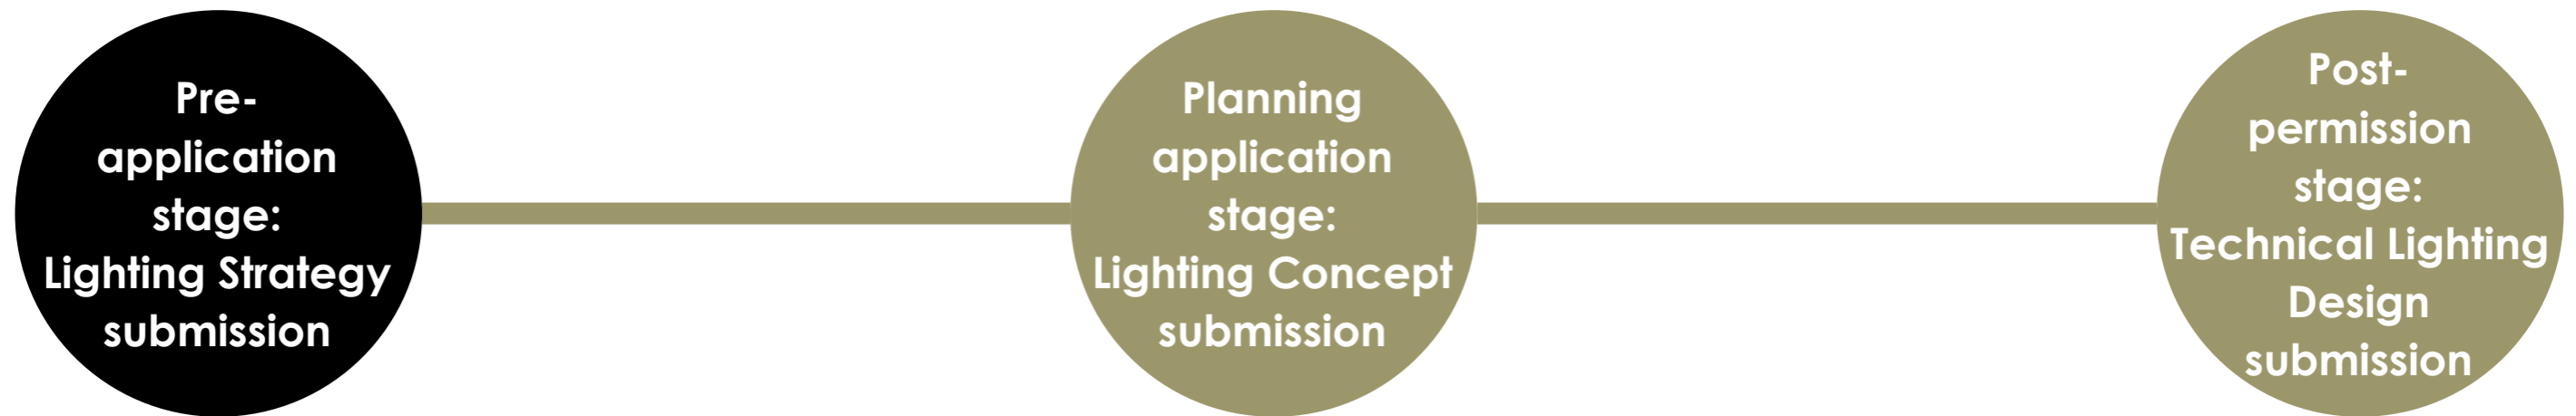 Pre-
application
stage:
Lighting Strategy
submission
Planning
application
stage:
Lighting Concept
submission
Post-
permission
stage:
Technical Lighting
Design
submission